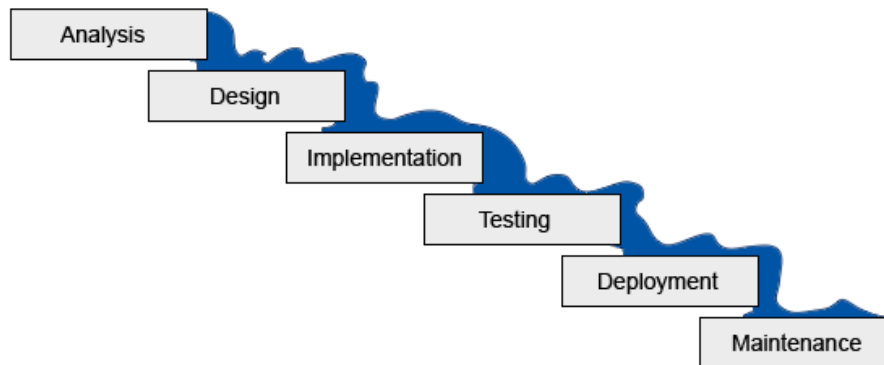 Analysis
Design
Implementation
Testing
Deployment
Maintenance